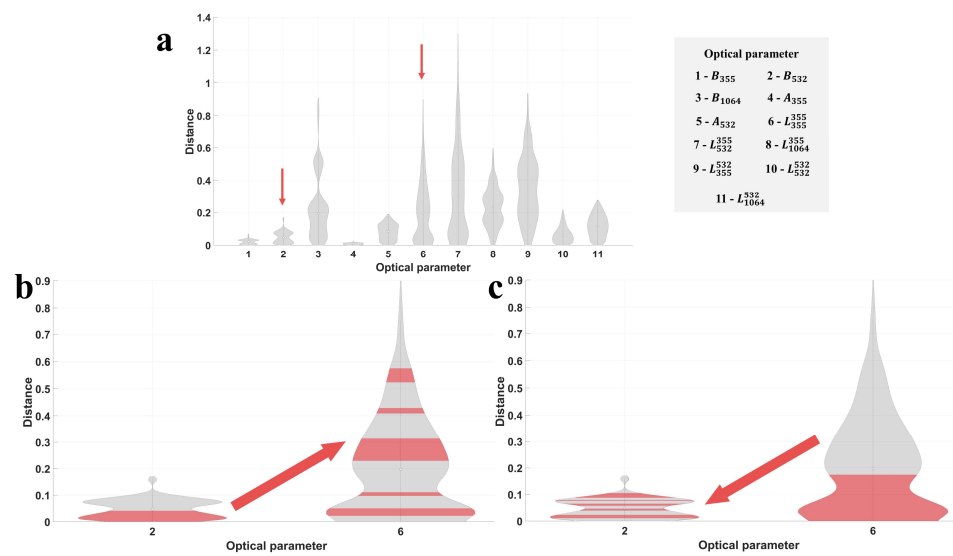 a
1.4
1.2
1
0.8
0.6
0.4
0.2
0
Distance
1 2 3 4 5 6 7 8 9 10 11
Optical parameter
Optical parameter
1 - B₃₅₅ 2 - B₅₃₂
3 - B₁₀₆₄ 4 - A₃₅₅
5 - A₅₃₂ 6 - L³⁵⁵₃₅₅
7 - L³⁵⁵₅₃₂ 8 - L³⁵⁵₁₀₆₄
9 - L⁵³²₃₅₅ 10 - L⁵³²₅₃₂
11 - L⁵³²₁₀₆₄
b
0.9
0.8
0.7
0.6
0.5
0.4
0.3
0.2
0.1
0
Distance
2 6
Optical parameter
c
0.9
0.8
0.7
0.6
0.5
0.4
0.3
0.2
0.1
0
Distance
2 6
Optical parameter